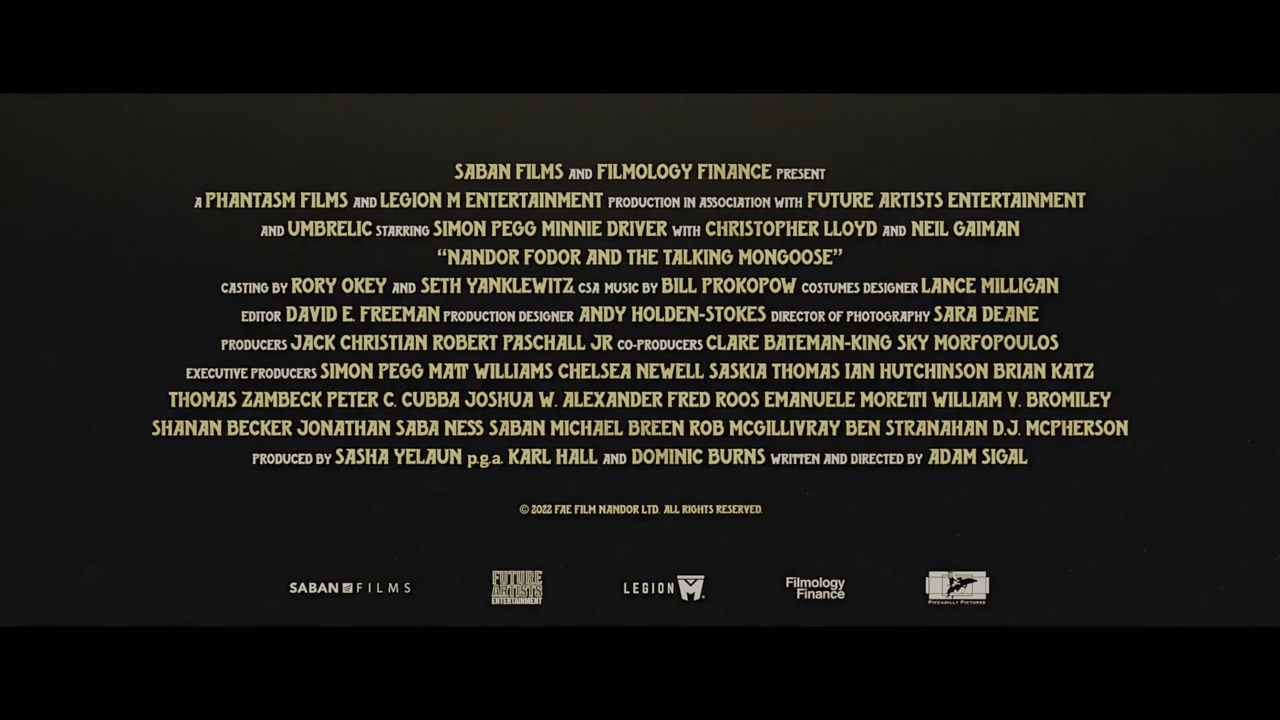 SABAN FILMS AND FILMOLOGY FINANCE PRESENT
A PHANTASM FILMS AND LEGION M ENTERTAINMENT PRODUCTION IN ASSOCIATION WITH FUTURE ARTISTS ENTERTAINMENT
AND UMBRELIC STARRING SIMON PEGG MINNIE DRIVER WITH CHRISTOPHER LLOYD AND NEIL GAIMAN
“NANDOR FODOR AND THE TALKING MONGOOSE”
CASTING BY RORY OKEY AND SETH YANKLEWITZ, CSA MUSIC BY BILL PROKOPOW COSTUMES DESIGNER LANCE MILLIGAN
EDITOR DAVID E. FREEMAN PRODUCTION DESIGNER ANDY HOLDEN-STOKES DIRECTOR OF PHOTOGRAPHY SARA DEANE
PRODUCERS JACK CHRISTIAN ROBERT PASCHALL JR CO-PRODUCERS CLARE BATEMAN-KING SKY MORFOPOULOS
EXECUTIVE PRODUCERS SIMON PEGG MATT WILLIAMS CHELSEA NEWELL SASKIA THOMAS IAN HUTCHINSON BRIAN KATZ
THOMAS ZAMBECK PETER C. CUBBA JOSHUA W. ALEXANDER FRED ROOS EMANUELE MORETTI WILLIAM V. BROMILEY
SHANAN BECKER JONATHAN SABA NESS SABAN MICHAEL BREEN ROB MCGILLIVRAY BEN STRANAHAN D.J. MCPHERSON
PRODUCED BY SASHA YELAUN p.g.a. KARL HALL AND DOMINIC BURNS WRITTEN AND DIRECTED BY ADAM SIGAL
© 2022 FAE FILM NANDOR LTD. ALL RIGHTS RESERVED.
SABAN FILMS
FUTURE
ARTISTS
ENTERTAINMENT
LEGION M
Filmology
Finance
PICCADILLY PICTURES